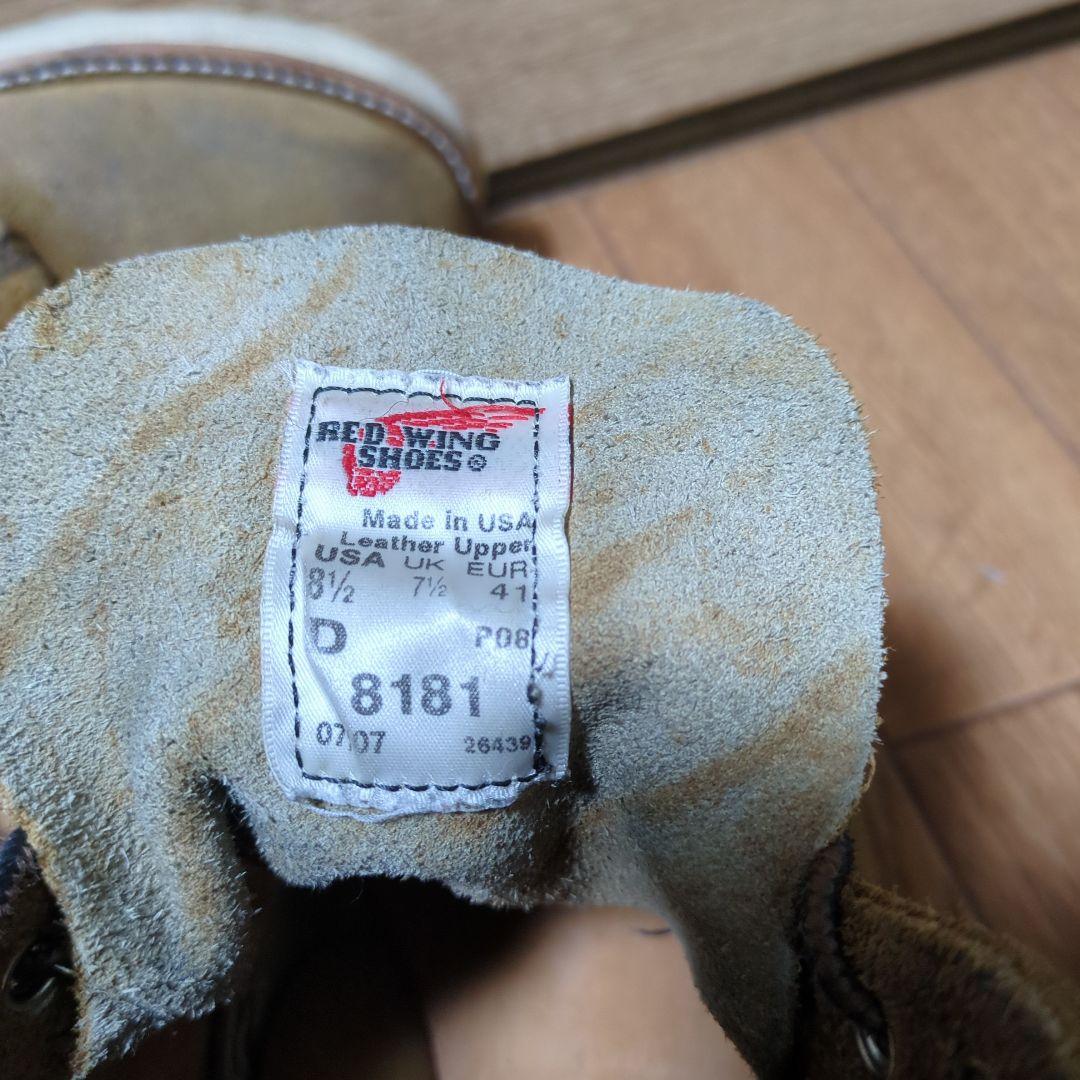 RED WING
SHOES®
Made in USA
Leather Upper
USA UK EUR
8½ 7½ 41
D P08
8181
07/07 26439